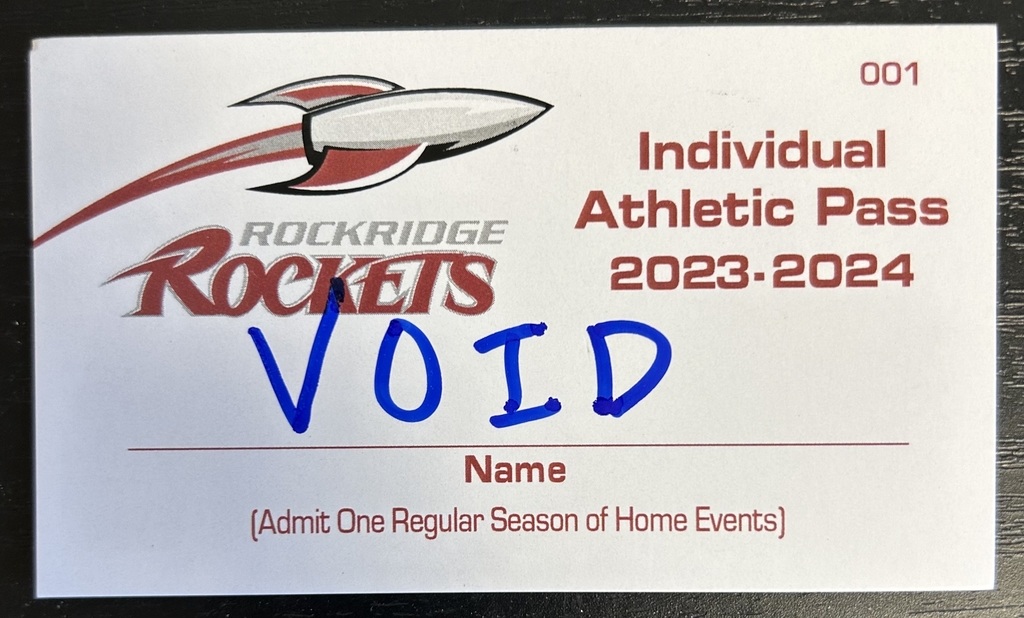 001
Individual
Athletic Pass
2023-2024
ROCKRIDGE
ROCKETS
VOID
Name
(Admit One Regular Season of Home Events)